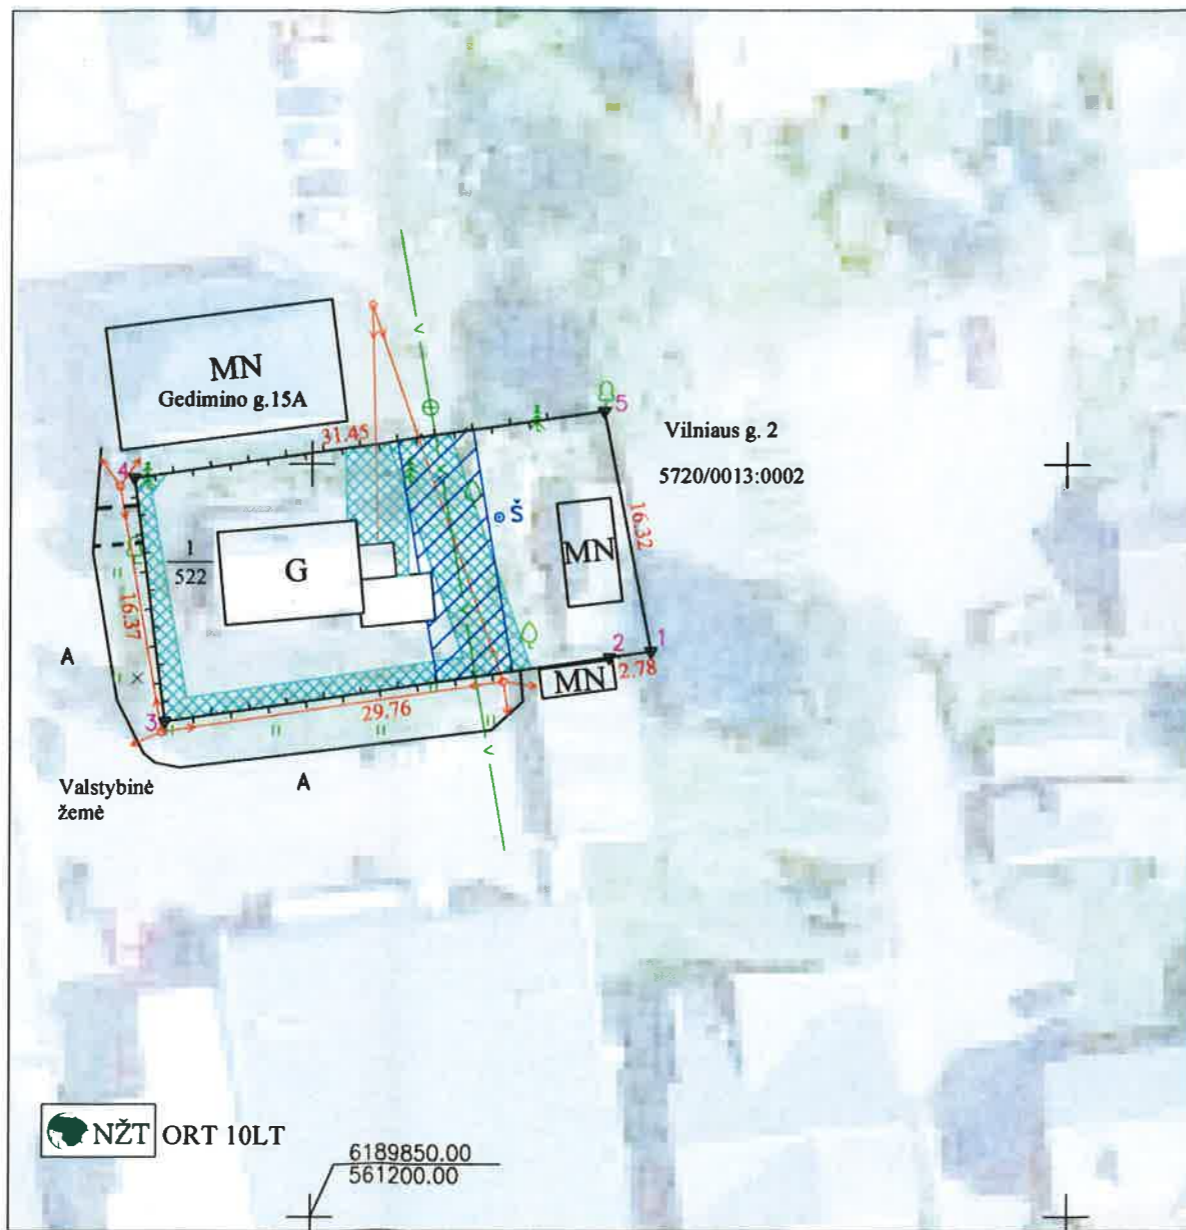 MN
Gedimino g.15A
31.45
5
Vilniaus g. 2
5720/0013:0002
4
Š
16.32
MN
1
522
G
16.37
A
2
1
2.78
MN
3
29.76
A
Valstybinė
žemė
NŽT ORT 10LT
6189850.00
561200.00